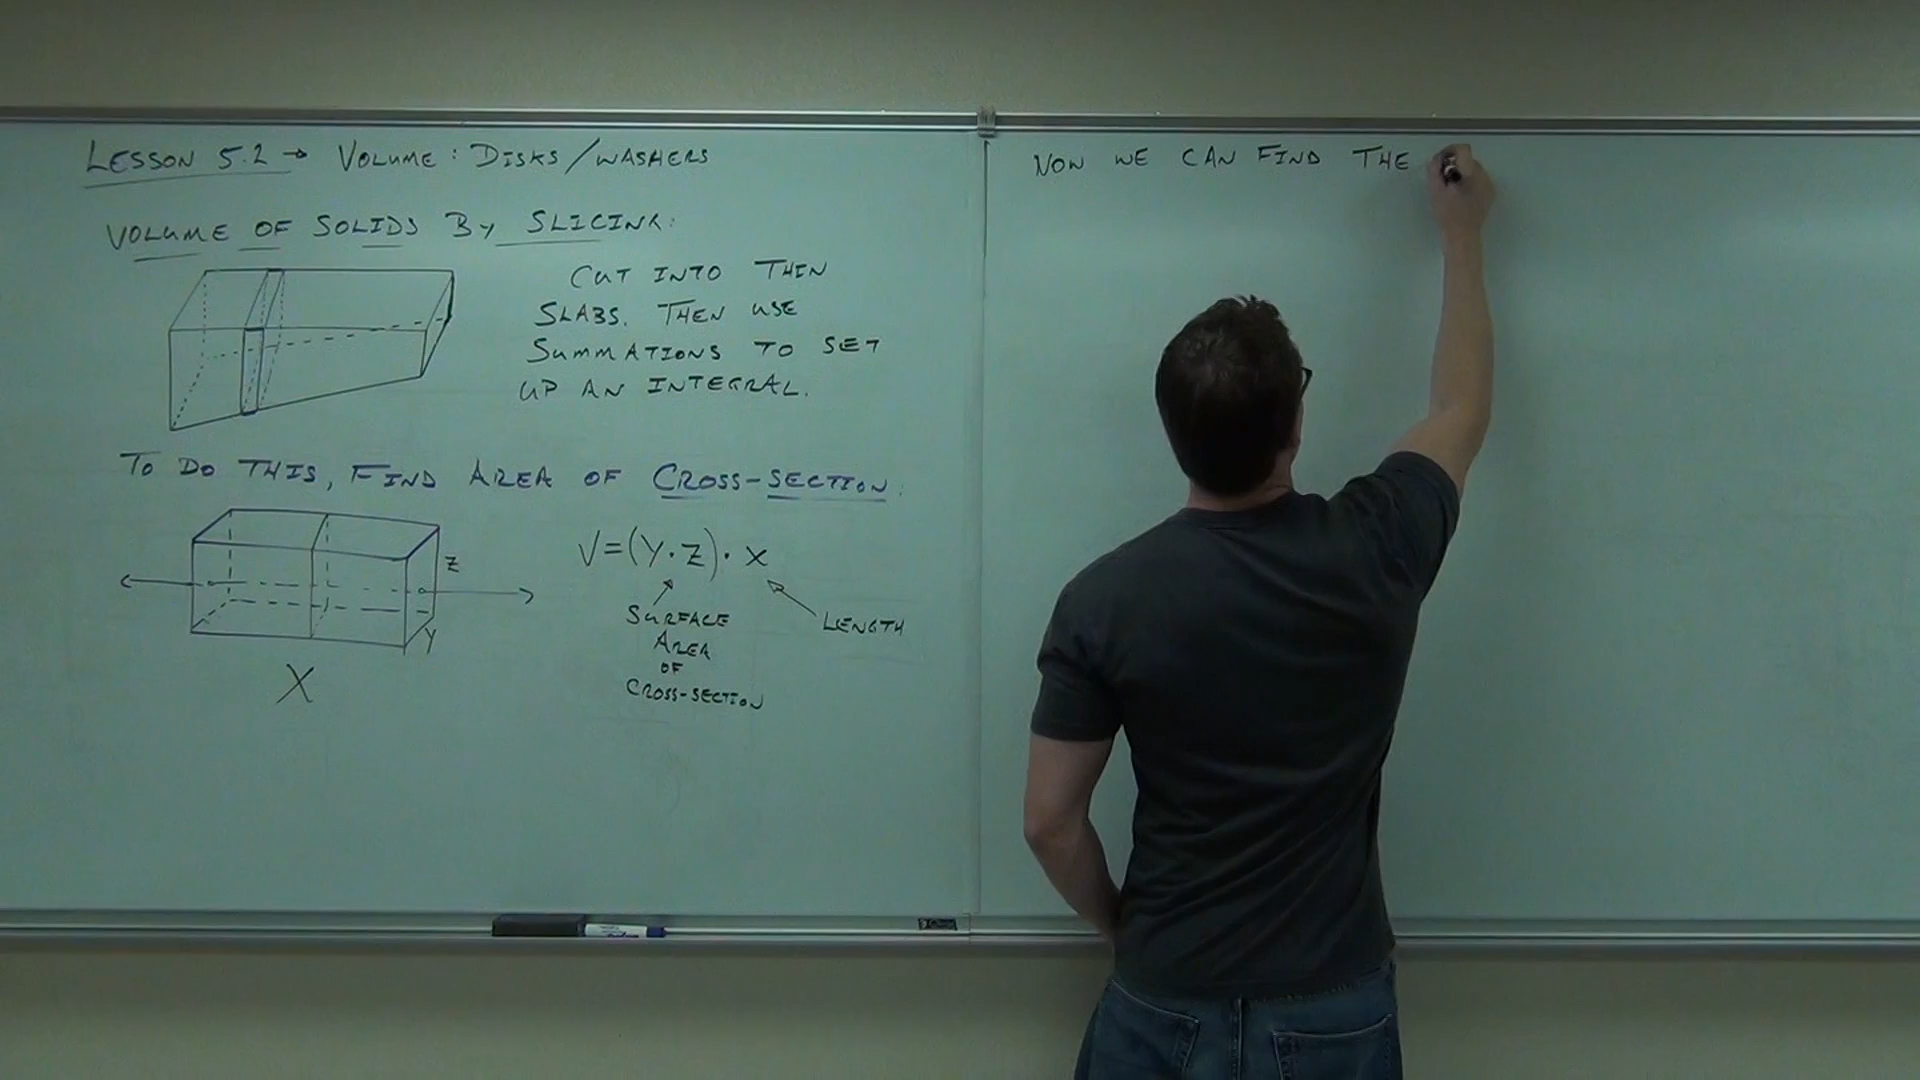 LESSON 5.2 → VOLUME: DISKS/WASHERS
VOLUME OF SOLIDS BY SLICING:
CUT INTO THIN
SLABS. THEN USE
SUMMATIONS TO SET
UP AN INTEGRAL.
TO DO THIS, FIND AREA OF CROSS-SECTION:
Z
Y
X
V=(Y·Z)·X
SURFACE
AREA
OF
CROSS-SECTION
LENGTH
NOW WE CAN FIND THE